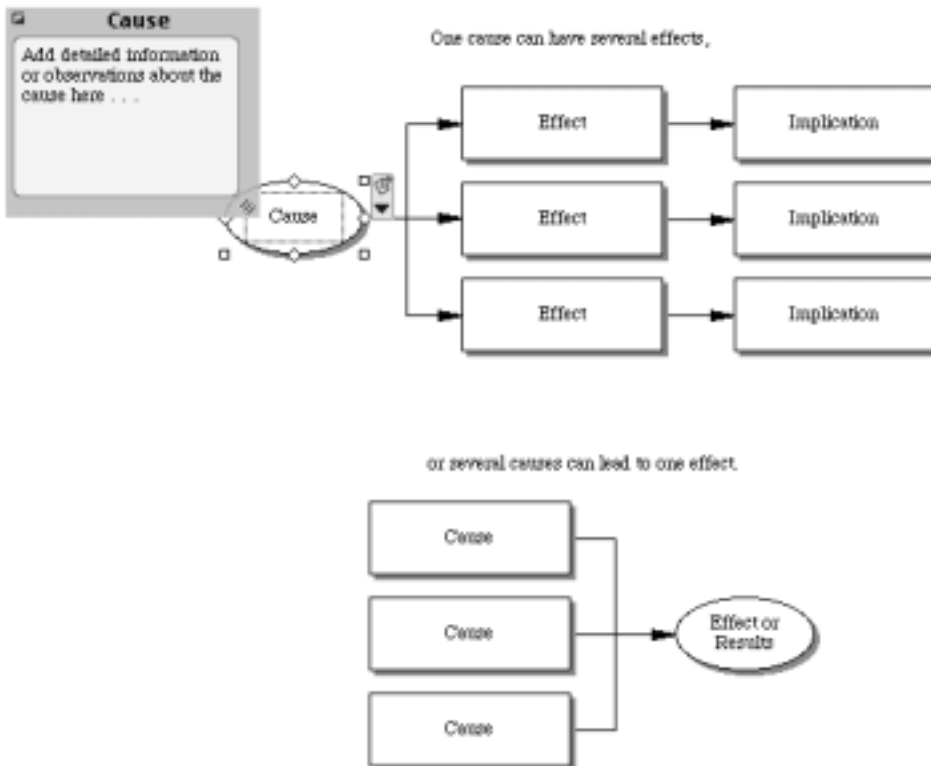 Cause
Add detailed information
or observations about the
cause here . . .
One cause can have several effects,
Effect
Implication
Cause
Effect
Implication
Effect
Implication
or several causes can lead to one effect.
Cause
Cause
Effect or
Results
Cause